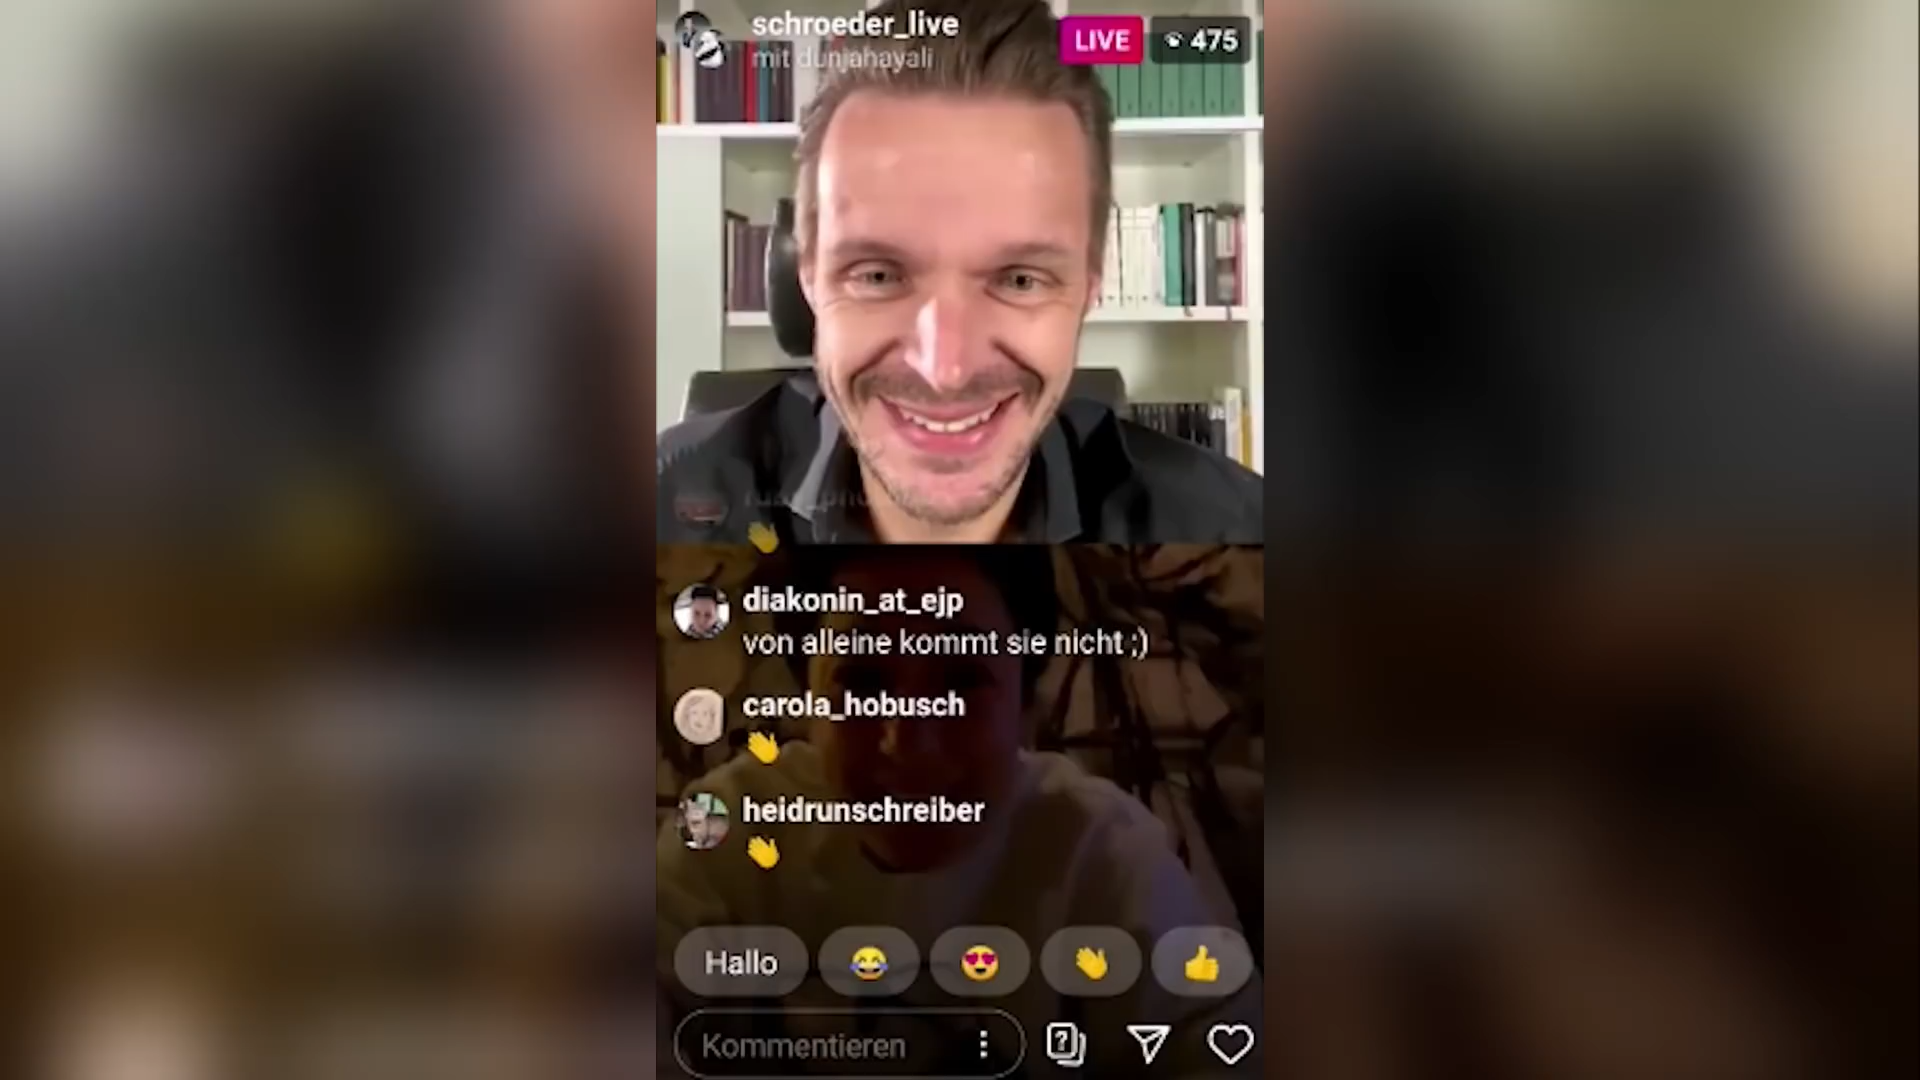 schroeder_live
mit dunjahayali
LIVE
475
diakonin_at_ejp
von alleine kommt sie nicht ;)
carola_hobusch
heidrunschreiber
Hallo
Kommentieren